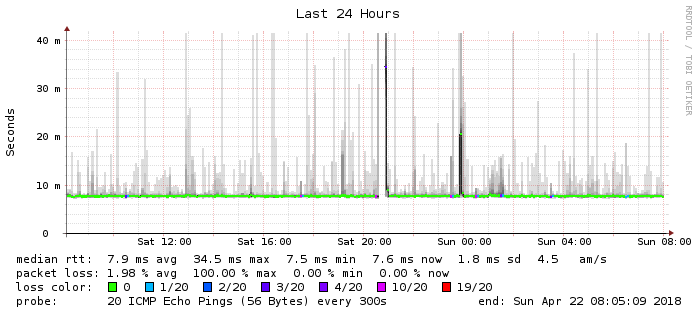 Last 24 Hours
RRDTOOL / TOBI OETIKER
Seconds
40 m
30 m
20 m
10 m
0
Sat 12:00 Sat 16:00 Sat 20:00 Sun 00:00 Sun 04:00 Sun 08:00
median rtt: 7.9 ms avg 34.5 ms max 7.5 ms min 7.6 ms now 1.8 ms sd 4.5 am/s
packet loss: 1.98 % avg 100.00 % max 0.00 % min 0.00 % now
loss color: 0 1/20 2/20 3/20 4/20 10/20 19/20
probe: 20 ICMP Echo Pings (56 Bytes) every 300s end: Sun Apr 22 08:05:09 2018